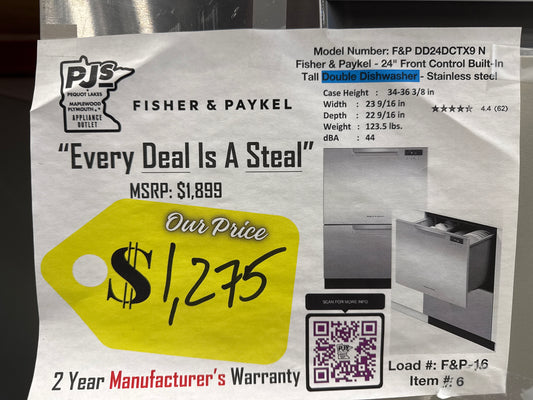 PJ's
PEQUOT LAKES
MAPLEWOOD
PLYMOUTH
APPLIANCE
OUTLET
FISHER & PAYKEL
Model Number: F&P DD24DCTX9 N
Fisher & Paykel - 24" Front Control Built-In
Tall Double Dishwasher - Stainless steel
Case Height : 34-36 3/8 in
Width : 23 9/16 in
Depth : 22 9/16 in
Weight : 123.5 lbs.
dBA : 44
4.4 (62)
"Every Deal Is A Steal"
MSRP: $1,899
Our Price
$1,275
SCAN FOR MORE INFO
PJ's
2 Year Manufacturer's Warranty
Load #: F&P-16
Item #: 6